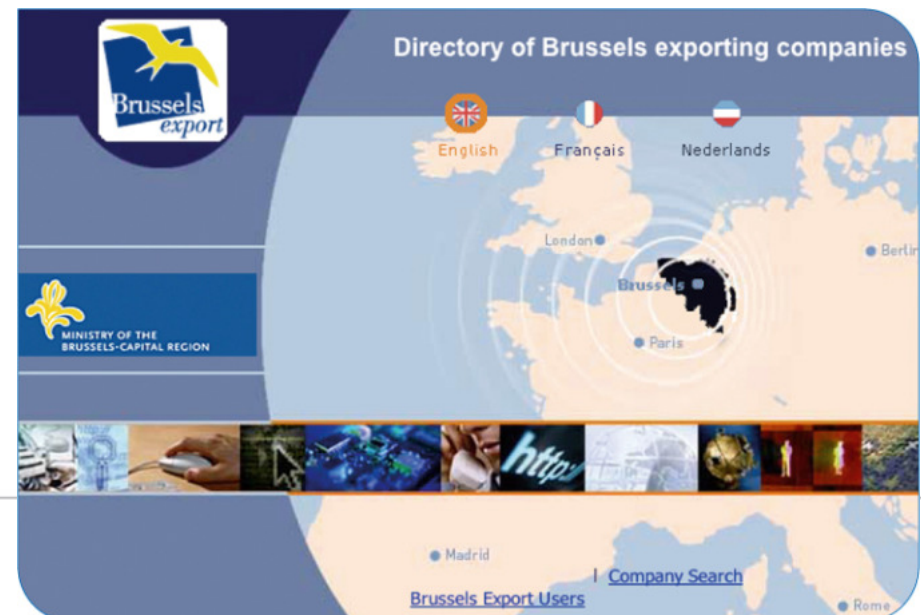 Directory of Brussels exporting companies
Brussels
export
English Français Nederlands
London
Berlin
Brussels
MINISTRY OF THE
BRUSSELS-CAPITAL REGION
Paris
http:/
Madrid
| Company Search
Brussels Export Users
Rome